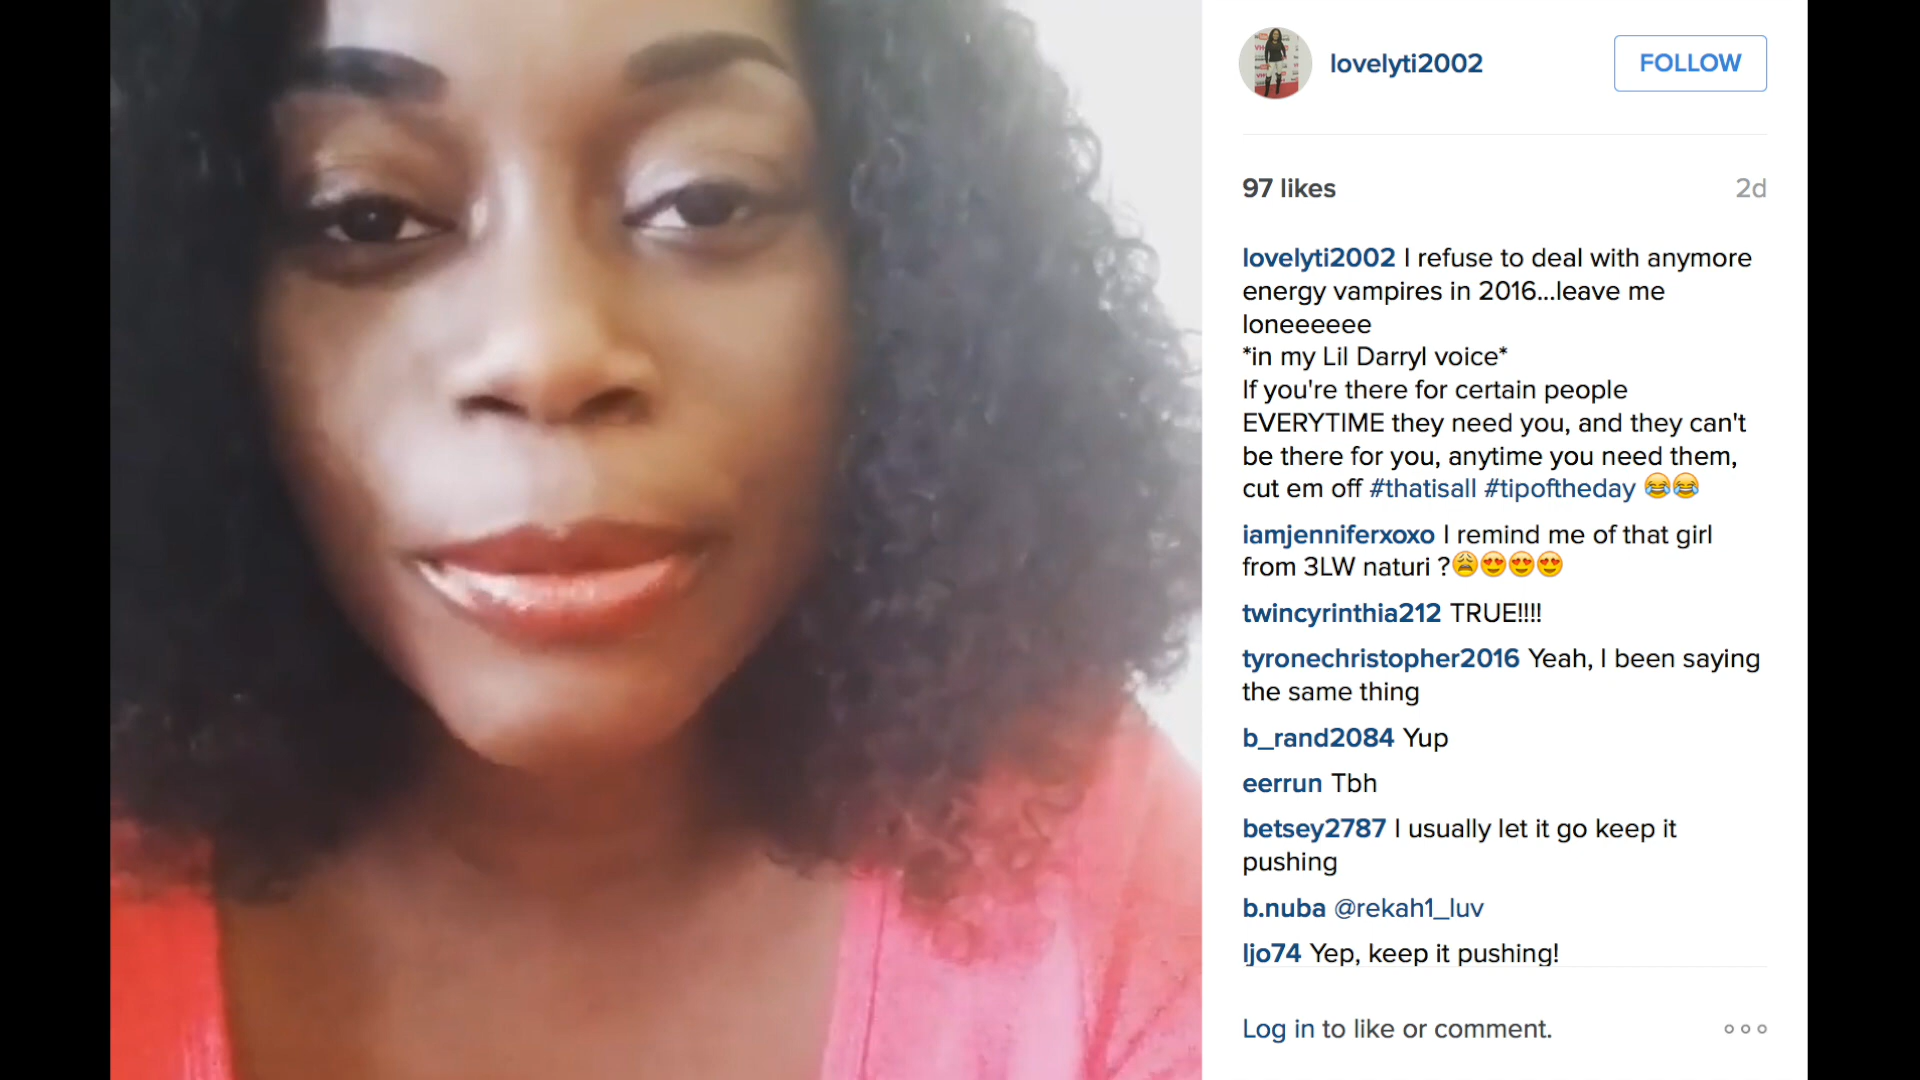 lovelyti2002
FOLLOW
97 likes
2d
lovelyti2002 I refuse to deal with anymore
energy vampires in 2016...leave me
loneeeeee
*in my Lil Darryl voice*
If you're there for certain people
EVERYTIME they need you, and they can't
be there for you, anytime you need them,
cut em off #thatisall #tipoftheday 😂😂
iamjenniferxoxo I remind me of that girl
from 3LW naturi ?😩😍😍😍
twincyrinthia212 TRUE!!!!
tyronechristopher2016 Yeah, I been saying
the same thing
b_rand2084 Yup
eerrun Tbh
betsey2787 I usually let it go keep it
pushing
b.nuba @rekah1_luv
ljo74 Yep, keep it pushing!
Log in to like or comment.